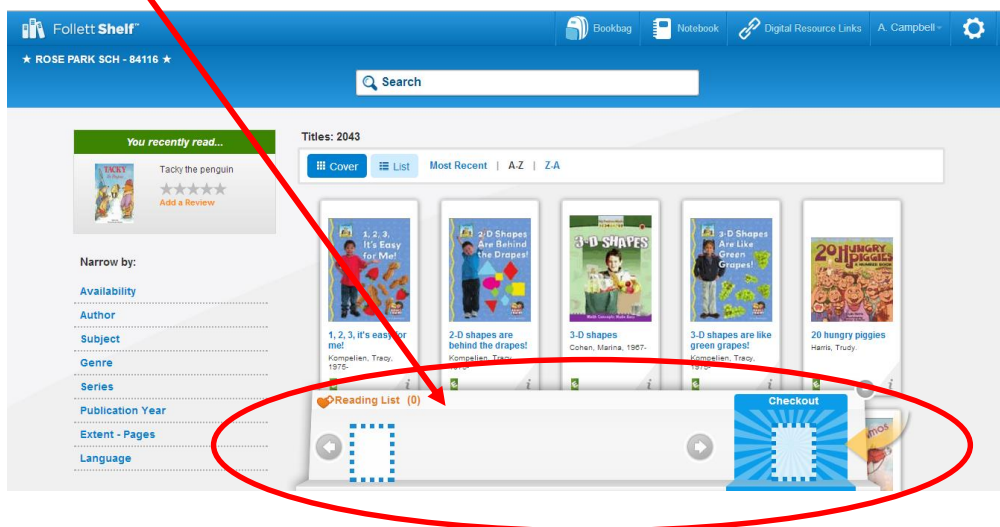 Follett Shelf™
Bookbag
Notebook
Digital Resource Links
A. Campbell
★ ROSE PARK SCH - 84116 ★
Search
You recently read...
TACKY
Tacky the penguin
Add a Review
Titles: 2043
Cover
List
Most Recent | A-Z | Z-A
Narrow by:
Availability
Author
Subject
Genre
Series
Publication Year
Extent - Pages
Language
1, 2, 3,
It's Easy
for Me!
2-D Shapes
Are Behind
the Drapes!
3-D SHAPES
3-D Shapes
Are Like
Green
Grapes!
20 HUNGRY
PIGGIES
A NUMBER BOOK
1, 2, 3, it's easy for
me!
Kompelien, Tracy,
1975-
2-D shapes are
behind the drapes!
Kompelien, Tracy,
1975-
3-D shapes
Cohen, Marina, 1967-
3-D shapes are like
green grapes!
Kompelien, Tracy,
1975-
20 hungry piggies
Harris, Trudy.
Reading List (0)
Checkout